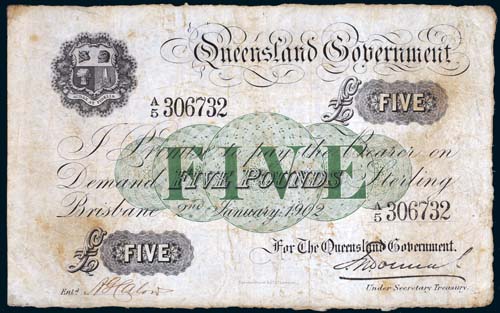 Queensland Government
A/5 306732
£ FIVE
I Promise to pay the Bearer on
FIVE
Demand FIVE POUNDS Sterling
Brisbane 2nd January 1902
A/5 306732
For The Queensland Government.
£ FIVE
Entd.
Under Secretary Treasury.